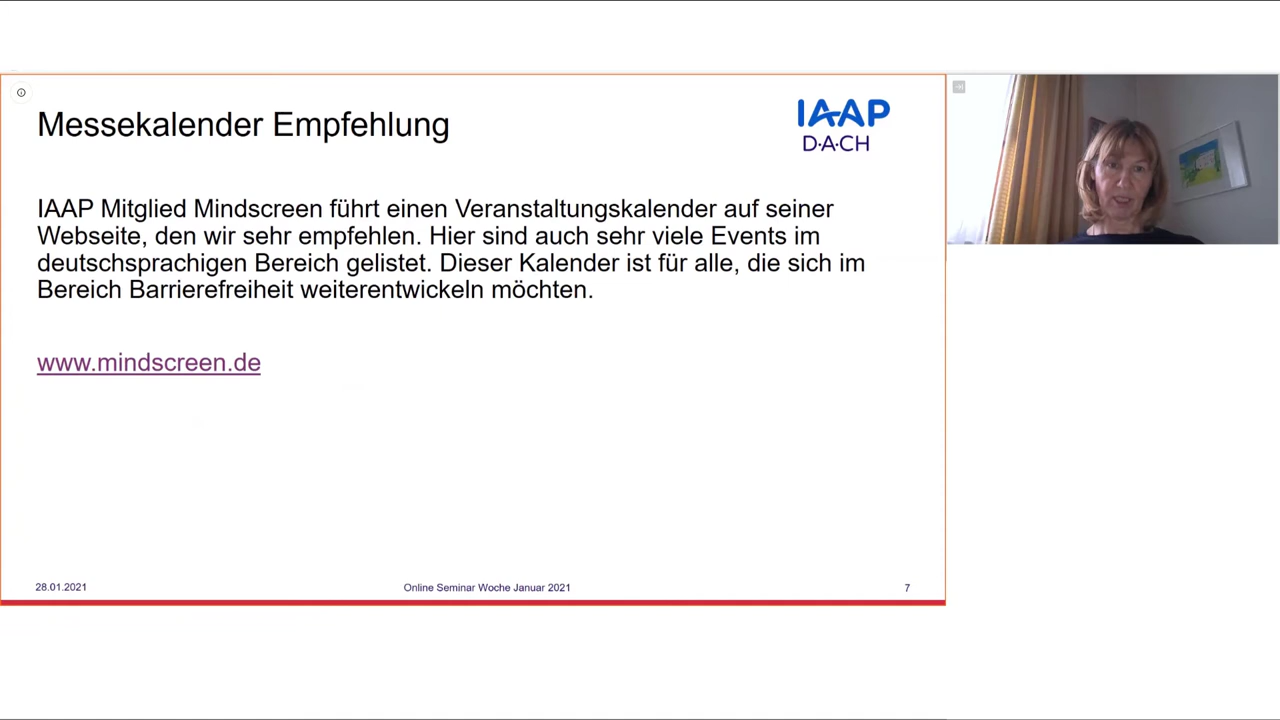 Messekalender Empfehlung
IAAP
D·A·CH
IAAP Mitglied Mindscreen führt einen Veranstaltungskalender auf seiner
Webseite, den wir sehr empfehlen. Hier sind auch sehr viele Events im
deutschsprachigen Bereich gelistet. Dieser Kalender ist für alle, die sich im
Bereich Barrierefreiheit weiterentwickeln möchten.
www.mindscreen.de
28.01.2021 Online Seminar Woche Januar 2021 7